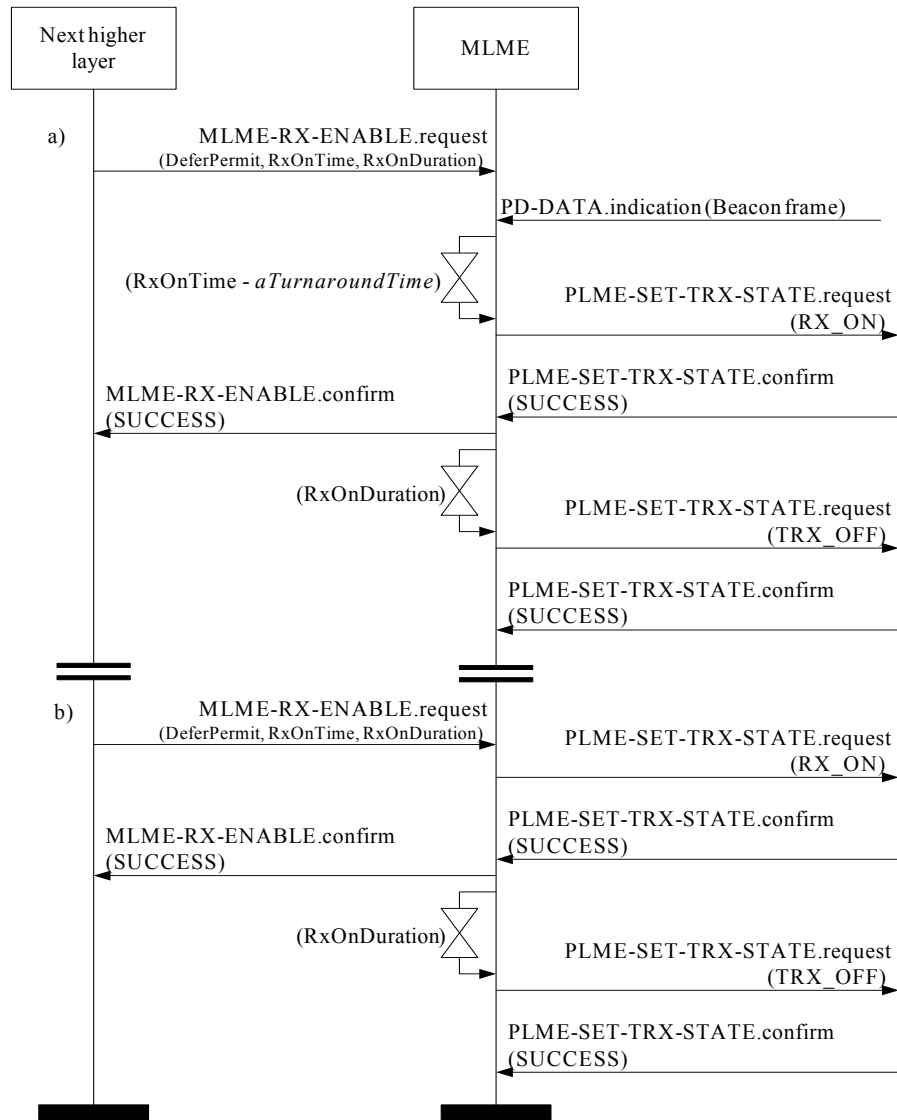 Next higher
layer
MLME
a)
MLME-RX-ENABLE.request
(DeferPermit, RxOnTime, RxOnDuration)
PD-DATA.indication (Beacon frame)
(RxOnTime - aTurnaroundTime)
PLME-SET-TRX-STATE.request
(RX_ON)
PLME-SET-TRX-STATE.confirm
(SUCCESS)
MLME-RX-ENABLE.confirm
(SUCCESS)
(RxOnDuration)
PLME-SET-TRX-STATE.request
(TRX_OFF)
PLME-SET-TRX-STATE.confirm
(SUCCESS)
b)
MLME-RX-ENABLE.request
(DeferPermit, RxOnTime, RxOnDuration)
PLME-SET-TRX-STATE.request
(RX_ON)
PLME-SET-TRX-STATE.confirm
(SUCCESS)
MLME-RX-ENABLE.confirm
(SUCCESS)
(RxOnDuration)
PLME-SET-TRX-STATE.request
(TRX_OFF)
PLME-SET-TRX-STATE.confirm
(SUCCESS)